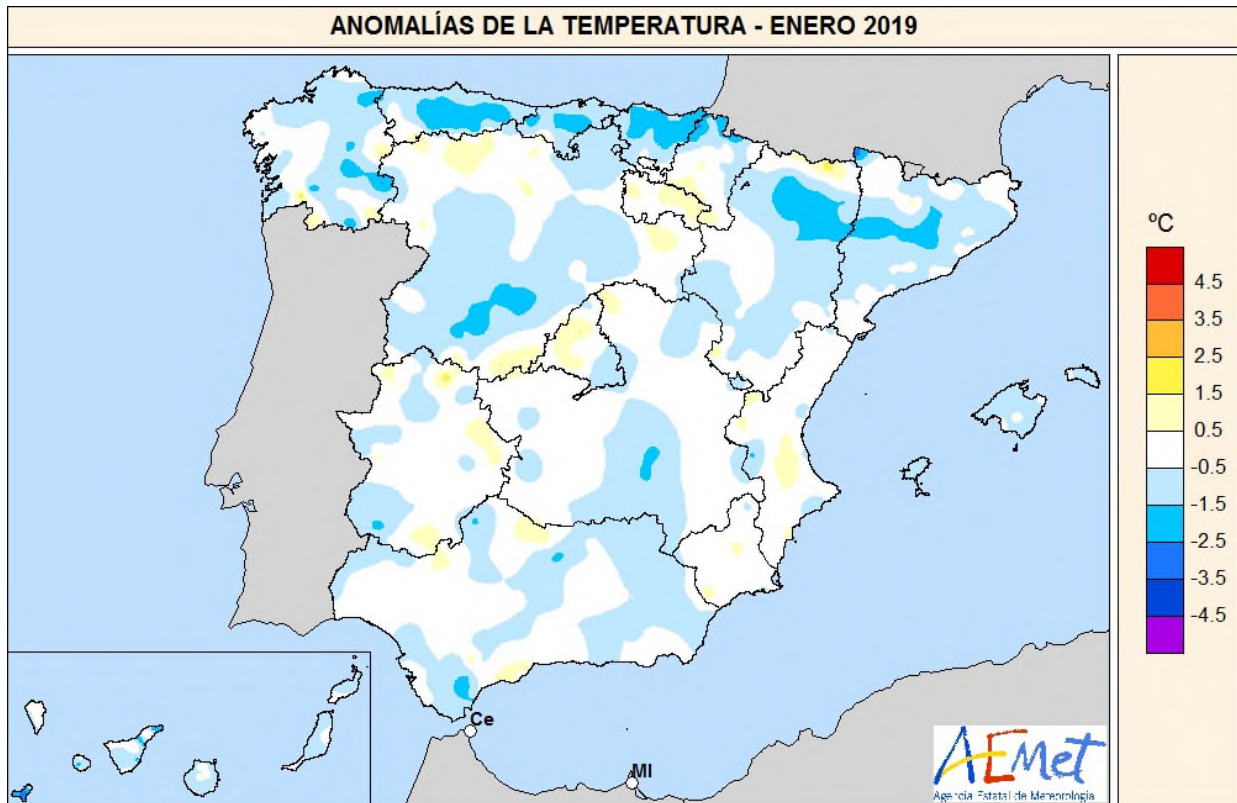 ANOMALÍAS DE LA TEMPERATURA - ENERO 2019
ºC
4.5
3.5
2.5
1.5
0.5
-0.5
-1.5
-2.5
-3.5
-4.5
Ce
Ml
AEMet
Agencia Estatal de Meteorología